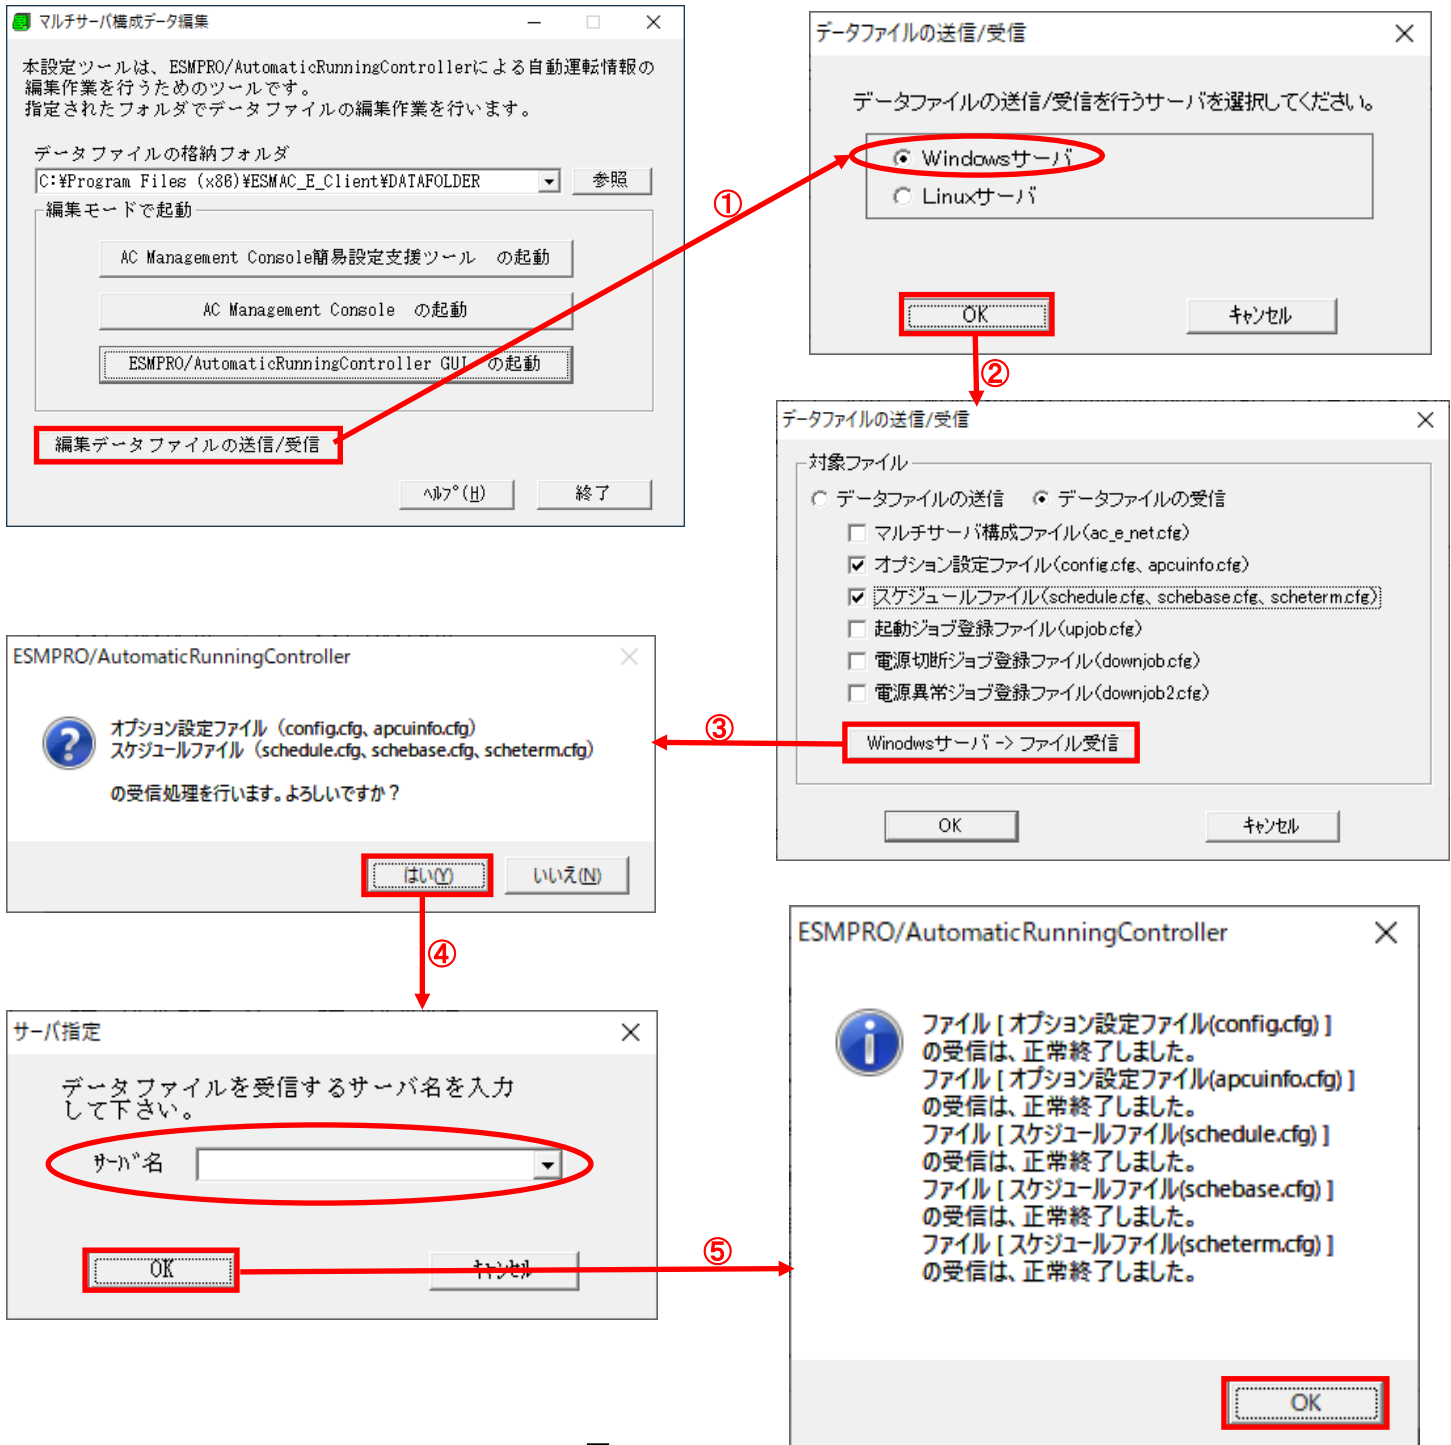 マルチサーバ構成データ編集
本設定ツールは、ESMPRO/AutomaticRunningControllerによる自動運転情報の
編集作業を行うためのツールです。
指定されたフォルダでデータファイルの編集作業を行います。
データファイルの格納フォルダ
C:¥Program Files (x86)¥ESMAC_E_Client¥DATAFOLDER
参照
編集モードで起動
AC Management Console簡易設定支援ツール の起動
AC Management Console の起動
ESMPRO/AutomaticRunningController GUI の起動
編集データファイルの送信/受信
ヘルプ(H)
終了
①
データファイルの送信/受信
データファイルの送信/受信を行うサーバを選択してください。
Windowsサーバ
Linuxサーバ
OK
キャンセル
②
データファイルの送信/受信
対象ファイル
データファイルの送信
データファイルの受信
マルチサーバ構成ファイル(ac_e_net.cfg)
オプション設定ファイル(config.cfg、apcuinfo.cfg)
スケジュールファイル(schedule.cfg、schebase.cfg、scheterm.cfg)
起動ジョブ登録ファイル(upjob.cfg)
電源切断ジョブ登録ファイル(downjob.cfg)
電源異常ジョブ登録ファイル(downjob2.cfg)
Winodwsサーバ -> ファイル受信
OK
キャンセル
③
ESMPRO/AutomaticRunningController
オプション設定ファイル (config.cfg、apcuinfo.cfg)
スケジュールファイル (schedule.cfg、schebase.cfg、scheterm.cfg)
の受信処理を行います。よろしいですか?
はい(Y)
いいえ(N)
④
サーバ指定
データファイルを受信するサーバ名を入力
して下さい。
サーバ名
OK
キャンセル
⑤
ESMPRO/AutomaticRunningController
ファイル [ オプション設定ファイル(config.cfg) ]
の受信は、正常終了しました。
ファイル [ オプション設定ファイル(apcuinfo.cfg) ]
の受信は、正常終了しました。
ファイル [ スケジュールファイル(schedule.cfg) ]
の受信は、正常終了しました。
ファイル [ スケジュールファイル(schebase.cfg) ]
の受信は、正常終了しました。
ファイル [ スケジュールファイル(scheterm.cfg) ]
の受信は、正常終了しました。
OK